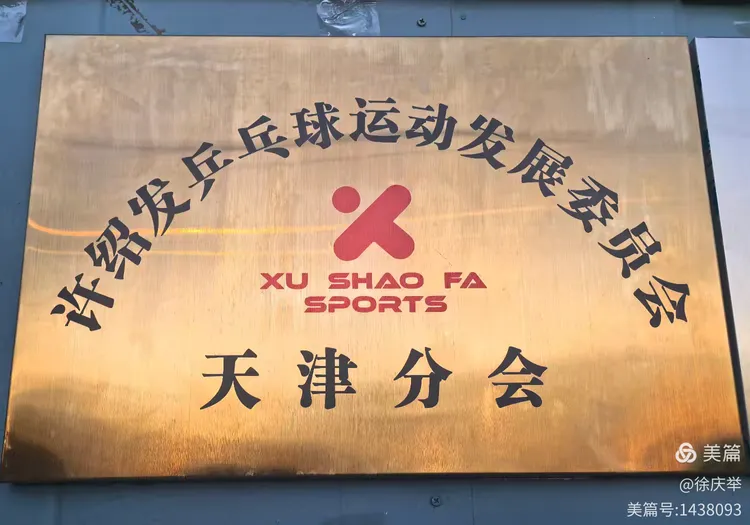 许绍发乒乓球运动发展委员会
XU SHAO FA
SPORTS
天津分会
美篇
@徐庆举
美篇号:1438093